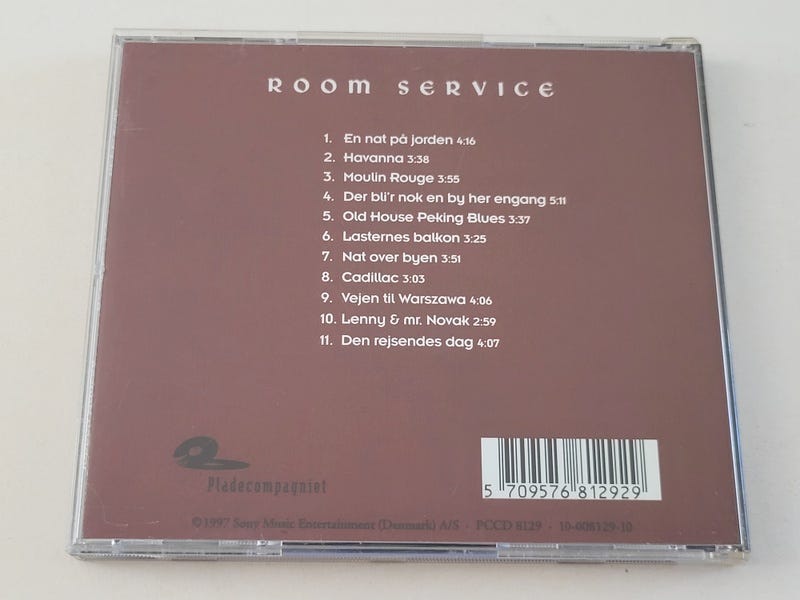 ROOM SERVICE
1. En nat på jorden 4:16
2. Havanna 3:38
3. Moulin Rouge 3:55
4. Der bli'r nok en by her engang 5:11
5. Old House Peking Blues 3:37
6. Lasternes balkon 3:25
7. Nat over byen 3:51
8. Cadillac 3:03
9. Vejen til Warszawa 4:06
10. Lenny & mr. Novak 2:59
11. Den rejsendes dag 4:07
Pladecompagniet
5 709576 812929
©1997 Sony Music Entertainment (Denmark) A/S · PCCD 8129 · 10-008129-10